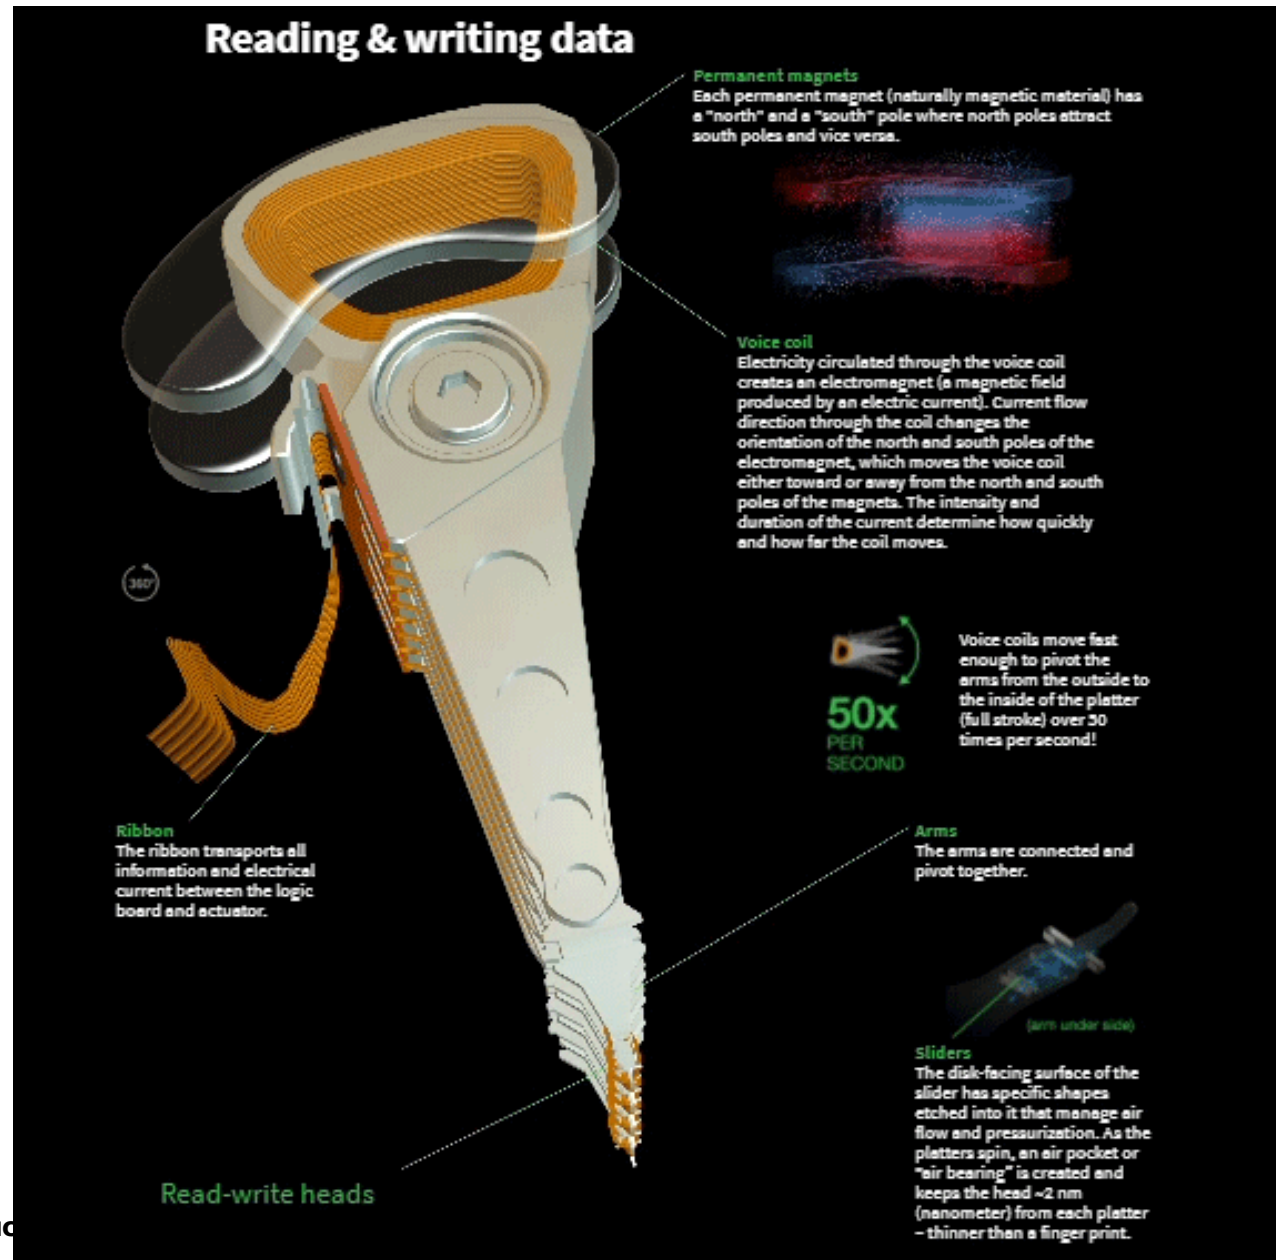 Reading & writing data
Permanent magnets
Each permanent magnet (naturally magnetic material) has
a "north" and a "south" pole where north poles attract
south poles and vice versa.
Voice coil
Electricity circulated through the voice coil
creates an electromagnet (a magnetic field
produced by an electric current). Current flow
direction through the coil changes the
orientation of the north and south poles of the
electromagnet, which moves the voice coil
either toward or away from the north and south
poles of the magnets. The intensity and
duration of the current determine how quickly
and how far the coil moves.
360°
Voice coils move fast
enough to pivot the
arms from the outside to
the inside of the platter
(full stroke) over 50
times per second!
50x
PER
SECOND
Ribbon
The ribbon transports all
information and electrical
current between the logic
board and actuator.
Arms
The arms are connected and
pivot together.
(arm under side)
Sliders
The disk-facing surface of the
slider has specific shapes
etched into it that manage air
flow and pressurization. As the
platters spin, an air pocket or
"air bearing" is created and
keeps the head ~2 nm
(nanometer) from each platter
– thinner than a finger print.
Read-write heads